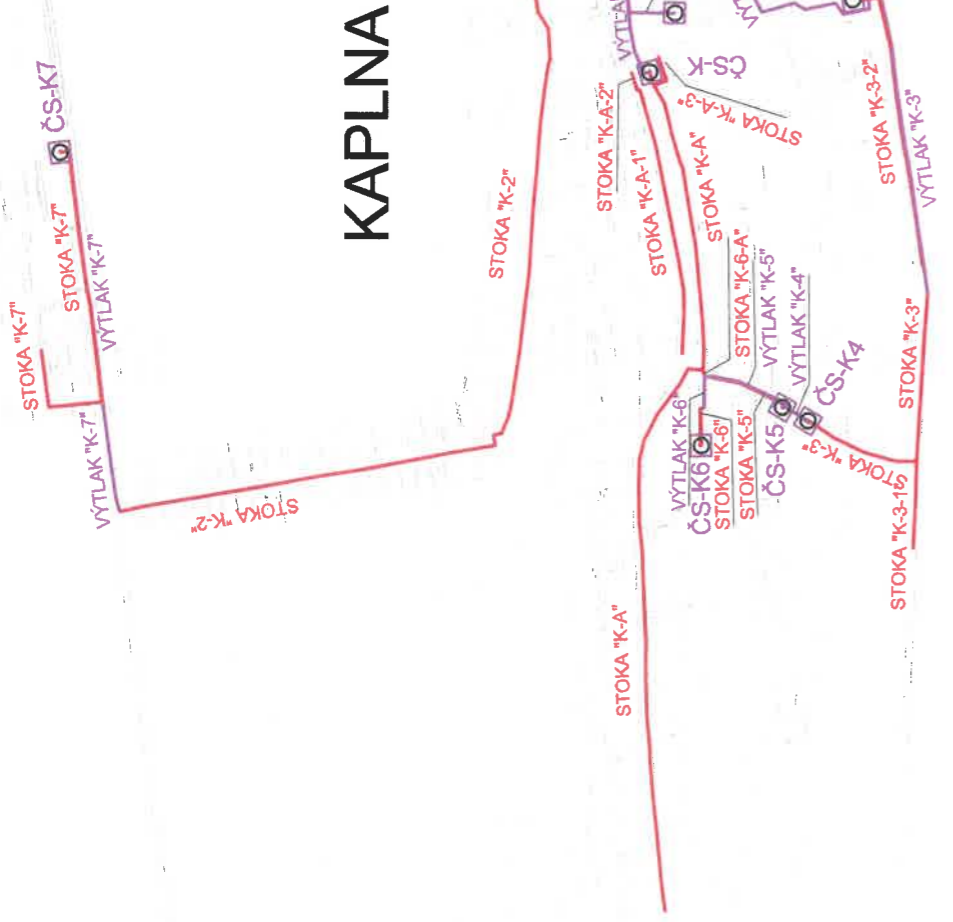 KAPLNA
ČS-K7
STOKA "K-7"
STOKA "K-7"
VÝTLAK "K-7"
VÝTLAK "K-7"
STOKA "K-2"
STOKA "K-2"
ČS-K
STOKA "K-A-2"
STOKA "K-A-3"
STOKA "K-A-1"
STOKA "K-A"
STOKA "K-6-A"
VÝTLAK "K-5"
VÝTLAK "K-4"
ČS-K4
STOKA "K-3-2"
VÝTLAK "K-3"
STOKA "K-3"
VÝTLAK "K-6"
ČS-K6
STOKA "K-6"
STOKA "K-5"
ČS-K5
STOKA "K-3"
STOKA "K-3-1"
STOKA "K-A"